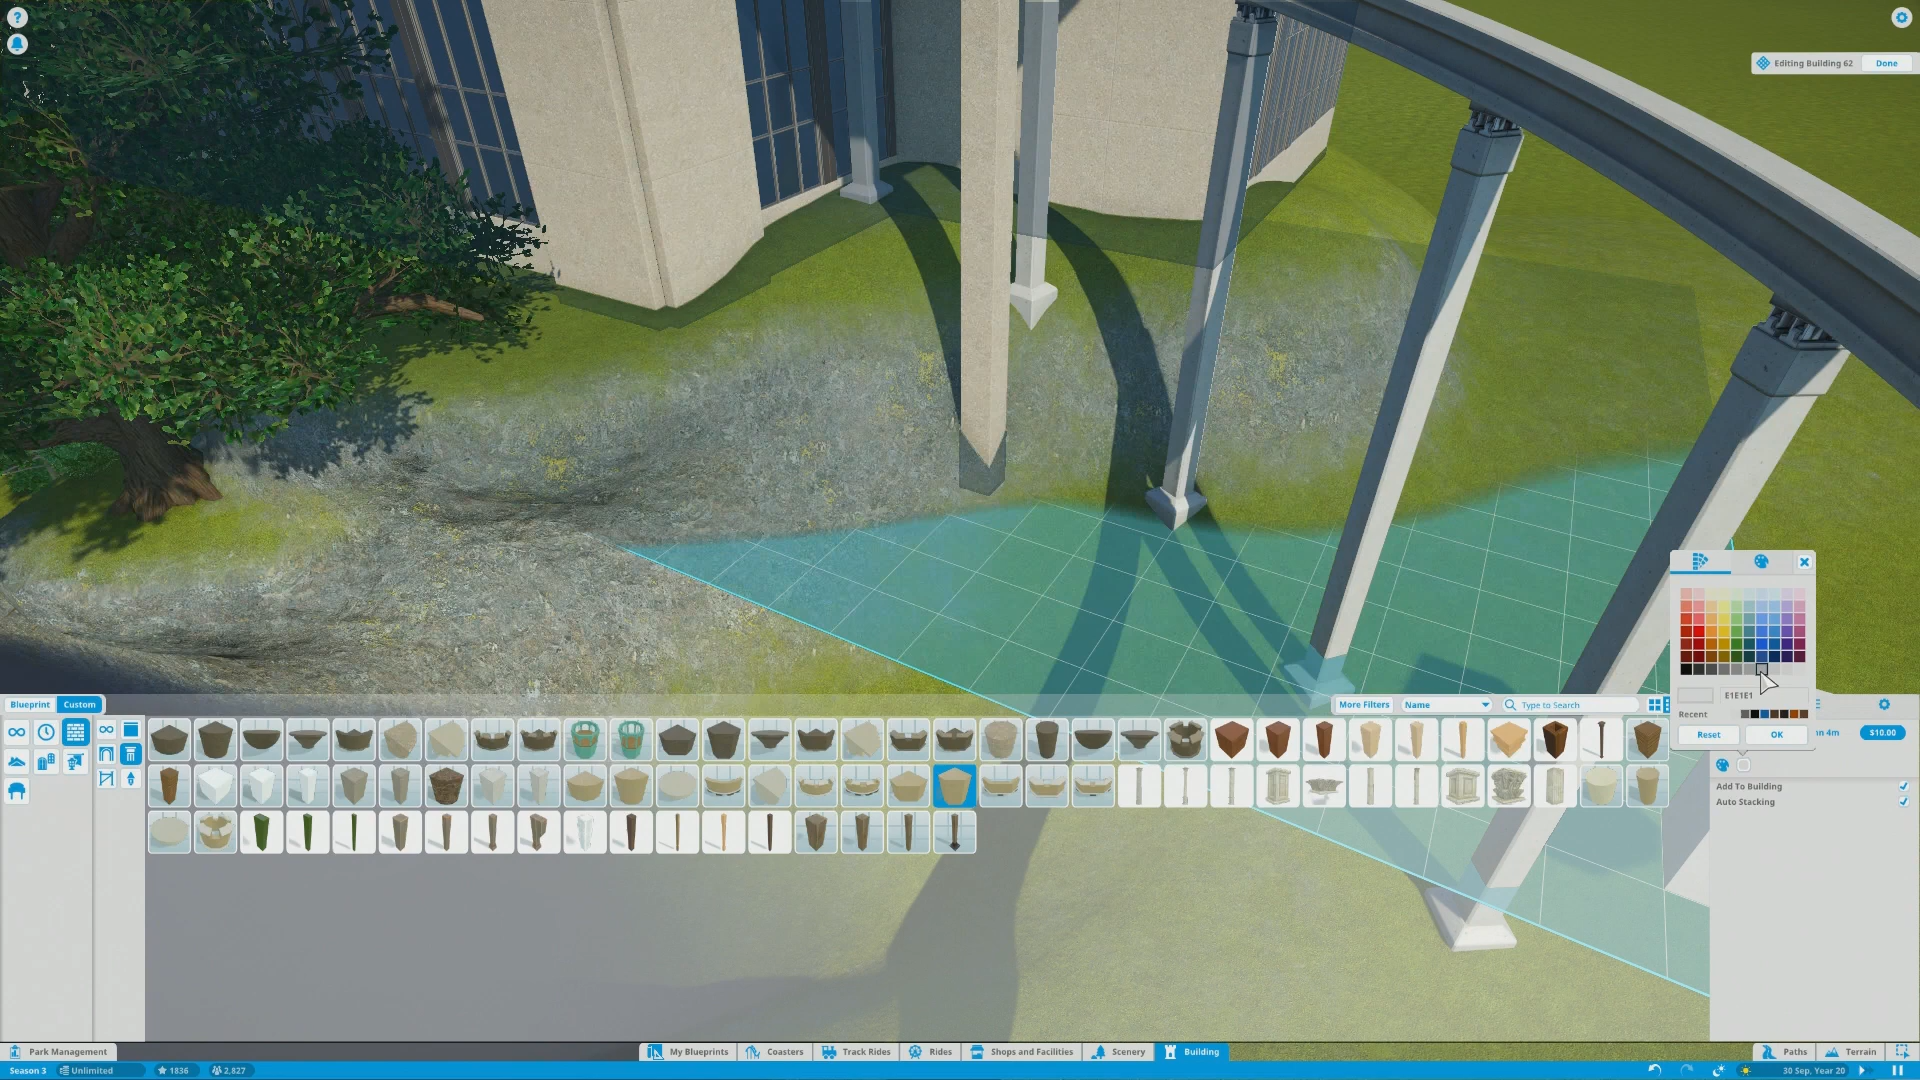 ?
Editing Building 62 Done
Blueprint Custom
More Filters Name Type to Search
E1E1E1
Recent
Reset OK
4m $10.00
Add To Building
Auto Stacking
Park Management
My Blueprints Coasters Track Rides Rides Shops and Facilities Scenery Building
Paths Terrain
Season 3 Unlimited 1836 2,827
30 Sep, Year 20